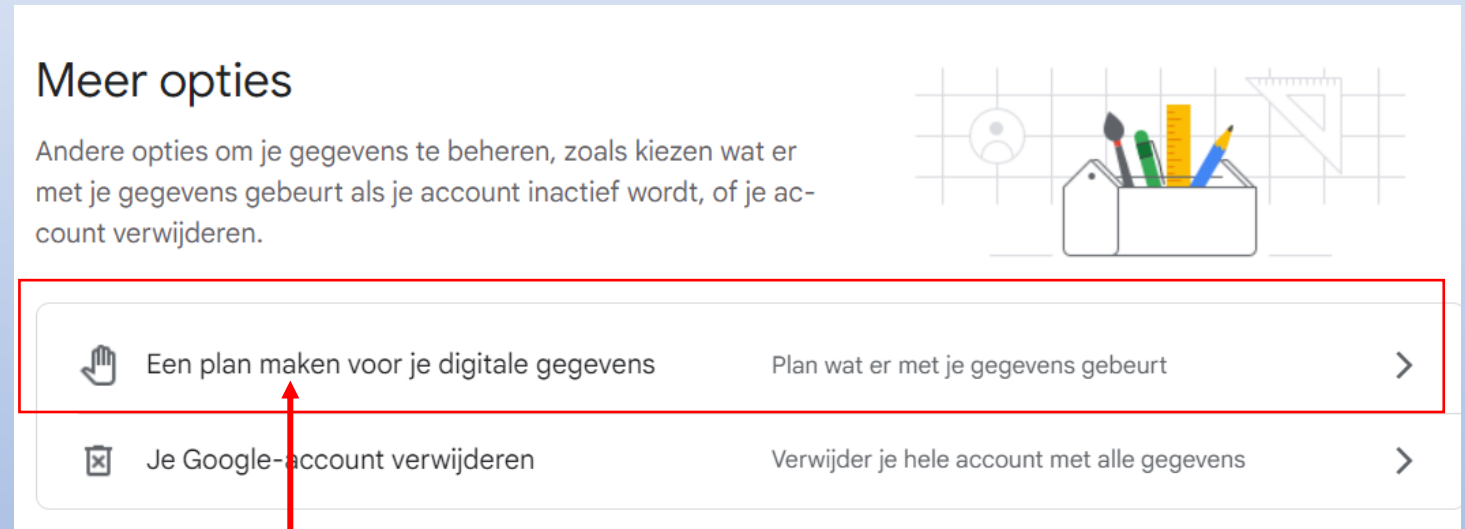 Meer opties
Andere opties om je gegevens te beheren, zoals kiezen wat er
met je gegevens gebeurt als je account inactief wordt, of je ac-
count verwijderen.
Een plan maken voor je digitale gegevens Plan wat er met je gegevens gebeurt
Je Google-account verwijderen Verwijder je hele account met alle gegevens